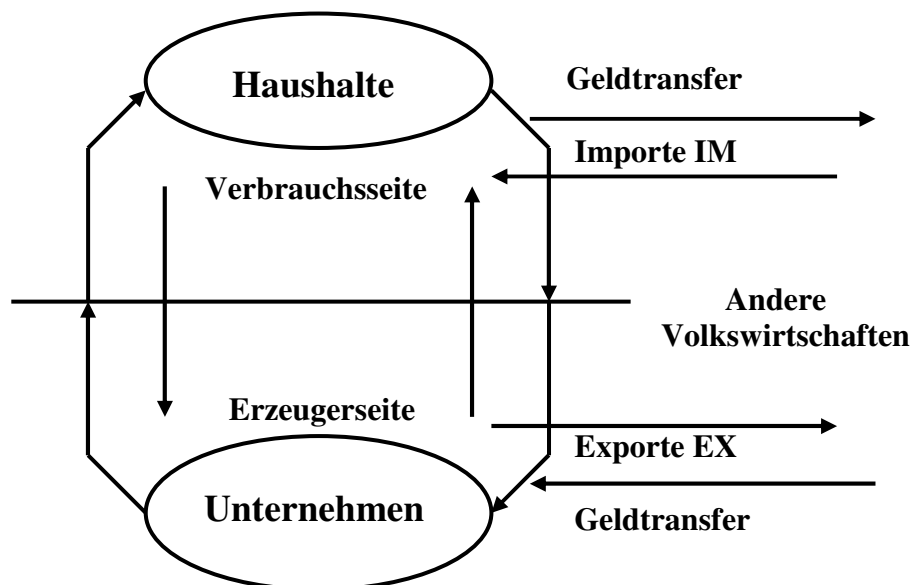 Haushalte
Geldtransfer
Importe IM
Verbrauchsseite
Andere
Volkswirtschaften
Erzeugerseite
Exporte EX
Unternehmen
Geldtransfer